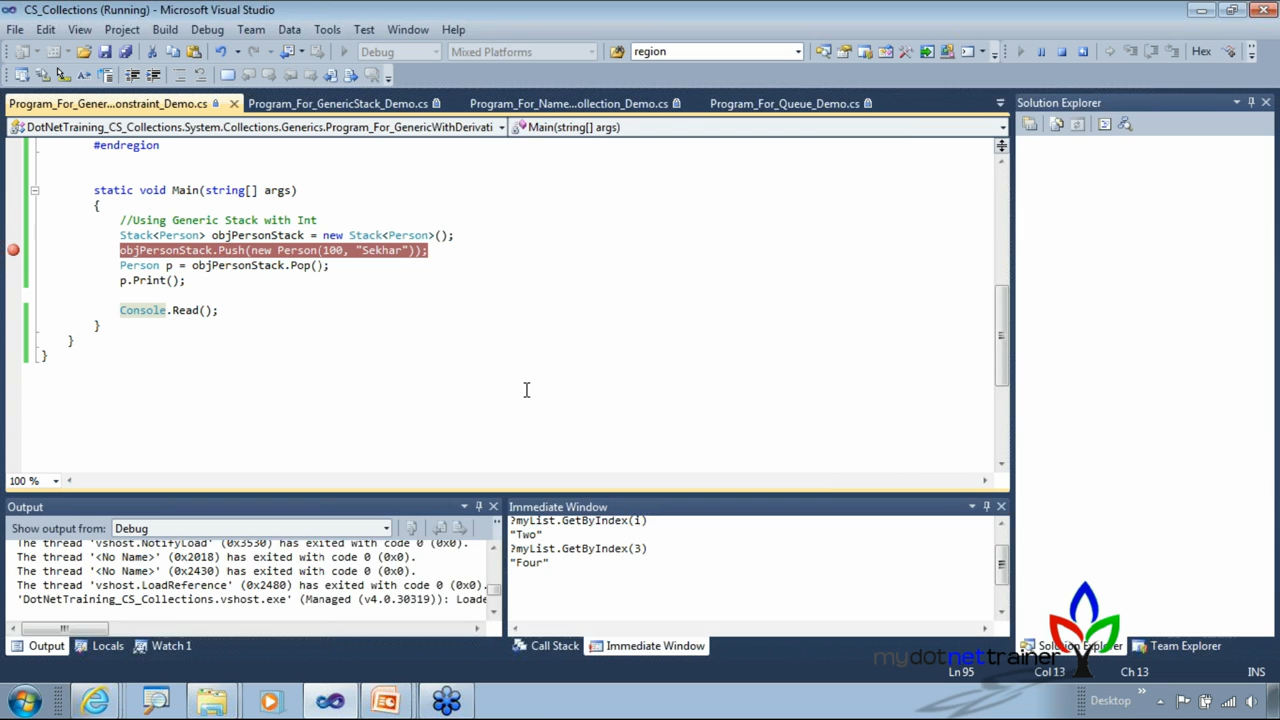 CS_Collections (Running) - Microsoft Visual Studio
File Edit View Project Build Debug Team Data Tools Test Window Help
Debug Mixed Platforms region Hex
Program_For_Gener...onstraint_Demo.cs Program_For_GenericStack_Demo.cs Program_For_Name...ollection_Demo.cs Program_For_Queue_Demo.cs Solution Explorer
DotNetTraining_CS_Collections.System.Collections.Generics.Program_For_GenericWithDerivati Main(string[] args)
#endregion
static void Main(string[] args)
{
//Using Generic Stack with Int
Stack<Person> objPersonStack = new Stack<Person>();
objPersonStack.Push(new Person(100, "Sekhar"));
Person p = objPersonStack.Pop();
p.Print();
Console.Read();
}
}
}
100 %
Output
Show output from: Debug
The thread 'vshost.NotifyLoad' (0x3530) has exited with code 0 (0x0).
The thread '<No Name>' (0x2018) has exited with code 0 (0x0).
The thread '<No Name>' (0x2430) has exited with code 0 (0x0).
The thread 'vshost.LoadReference' (0x2480) has exited with code 0 (0x0).
'DotNetTraining_CS_Collections.vshost.exe' (Managed (v4.0.30319)): Loade
Immediate Window
?myList.GetByIndex(1)
"Two"
?myList.GetByIndex(3)
"Four"
Output Locals Watch 1 Call Stack Immediate Window Solution Explorer Team Explorer
mydotnettrainer
Ln 95 Col 13 Ch 13 INS
Desktop